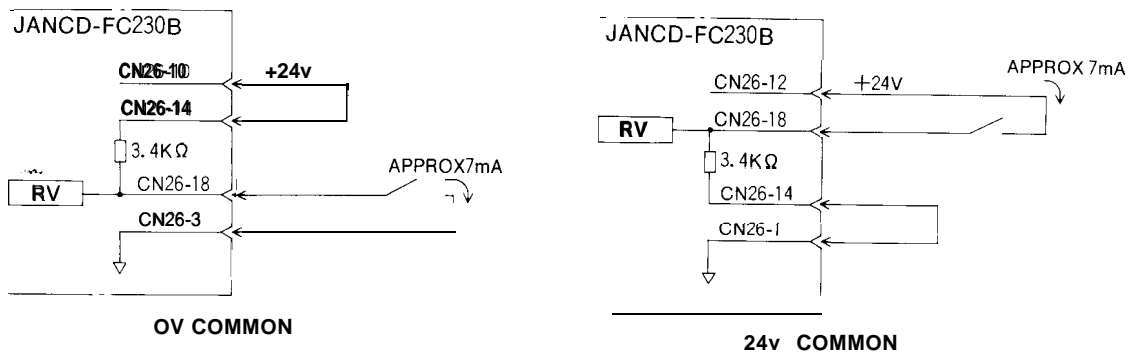 JANCD-FC230B
CN26-10
+24v
CN26-14
3.4KΩ
APPROX7mA
RV
CN26-18
CN26-3
OV COMMON
JANCD-FC230B
APPROX 7mA
CN26-12
+24V
CN26-18
RV
3.4KΩ
CN26-14
CN26-1
24v COMMON